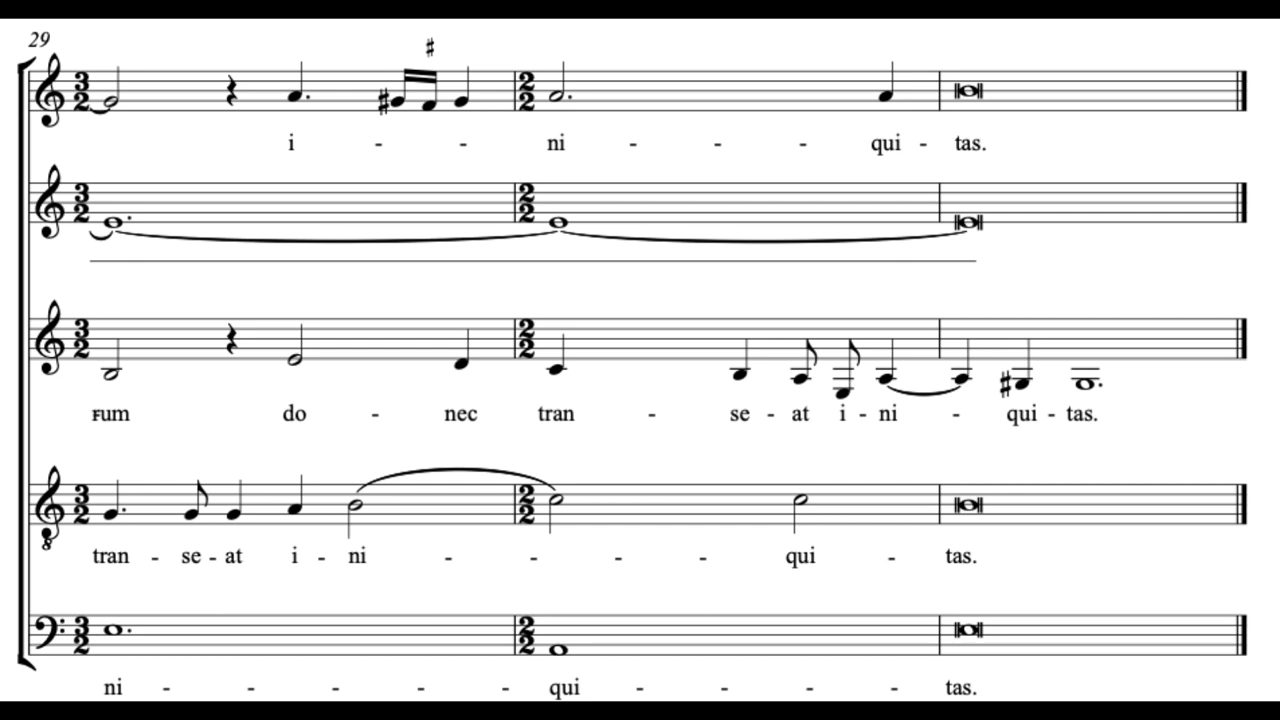 29
i - - ni - - - qui - tas.
rum do - nec tran - se - at i - ni - qui - tas.
tran - se - at i - ni - - - qui - tas.
ni - - - - - qui - - - - tas.